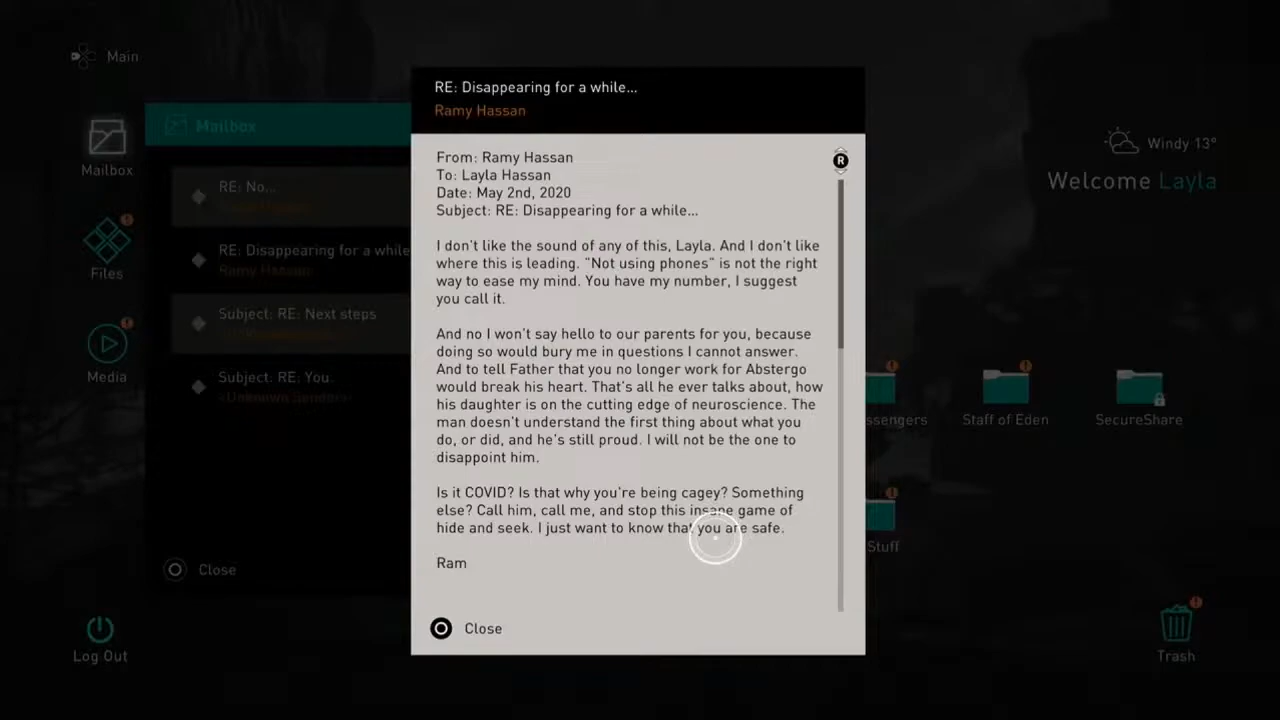 Main
Mailbox
Files
Media
Log Out
Mailbox
RE: No...
RE: Disappearing for a while
Ramy Hassan
Subject: RE: Next steps
Subject: RE: You.
<Unknown Sender>
Close
RE: Disappearing for a while...
Ramy Hassan
From: Ramy Hassan
To: Layla Hassan
Date: May 2nd, 2020
Subject: RE: Disappearing for a while...
I don't like the sound of any of this, Layla. And I don't like
where this is leading. "Not using phones" is not the right
way to ease my mind. You have my number, I suggest
you call it.
And no I won't say hello to our parents for you, because
doing so would bury me in questions I cannot answer.
And to tell Father that you no longer work for Abstergo
would break his heart. That's all he ever talks about, how
his daughter is on the cutting edge of neuroscience. The
man doesn't understand the first thing about what you
do, or did, and he's still proud. I will not be the one to
disappoint him.
Is it COVID? Is that why you're being cagey? Something
else? Call him, call me, and stop this insane game of
hide and seek. I just want to know that you are safe.
Ram
R
Close
Windy 13°
Welcome Layla
ssengers
Staff of Eden
SecureShare
Stuff
Trash